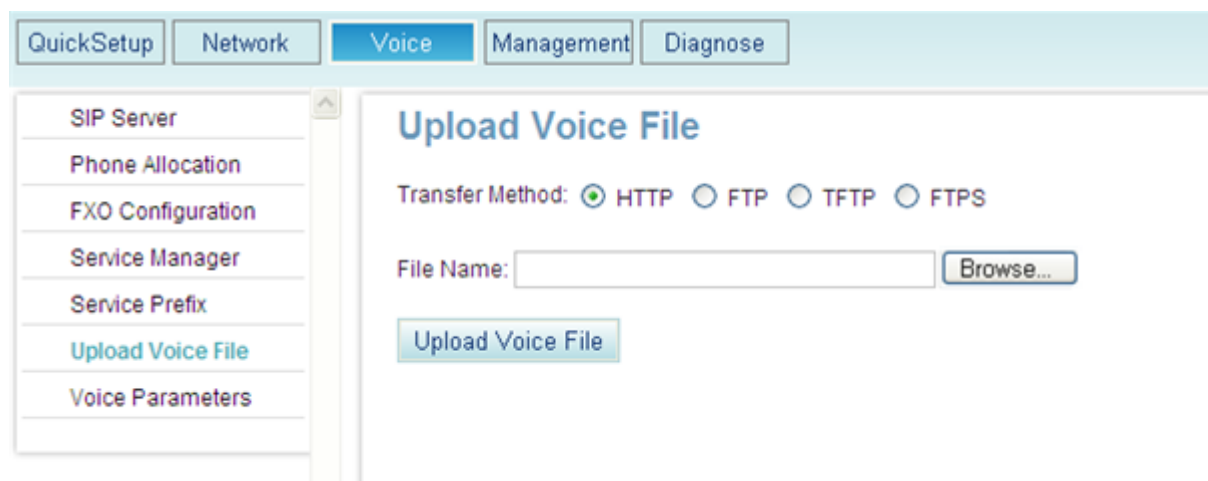 QuickSetup Network Voice Management Diagnose
SIP Server
Phone Allocation
FXO Configuration
Service Manager
Service Prefix
Upload Voice File
Voice Parameters
Upload Voice File
Transfer Method: HTTP FTP TFTP FTPS
File Name: Browse...
Upload Voice File